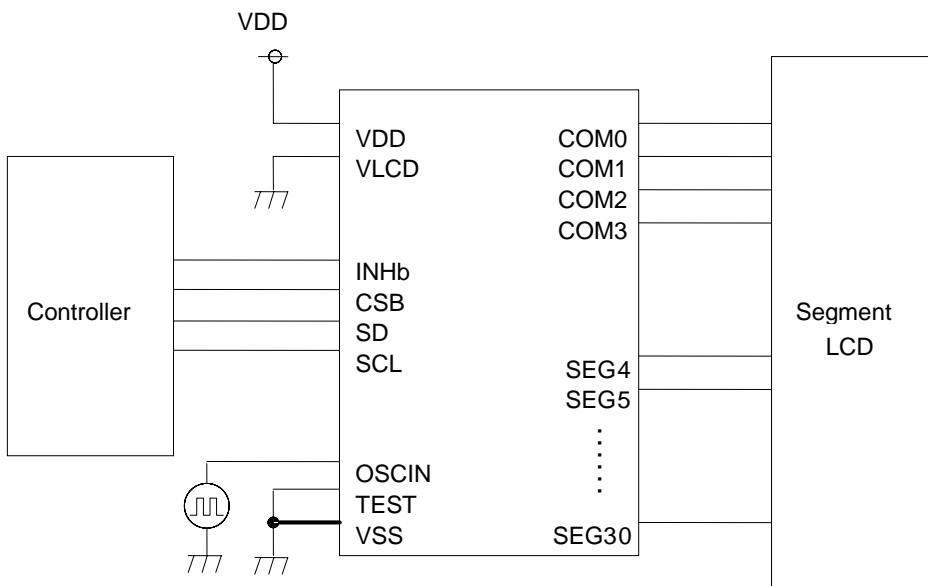 VDD
VDD
VLCD
INHb
CSB
SD
SCL
OSCIN
TEST
VSS
COM0
COM1
COM2
COM3
SEG4
SEG5
SEG30
Controller
Segment
LCD